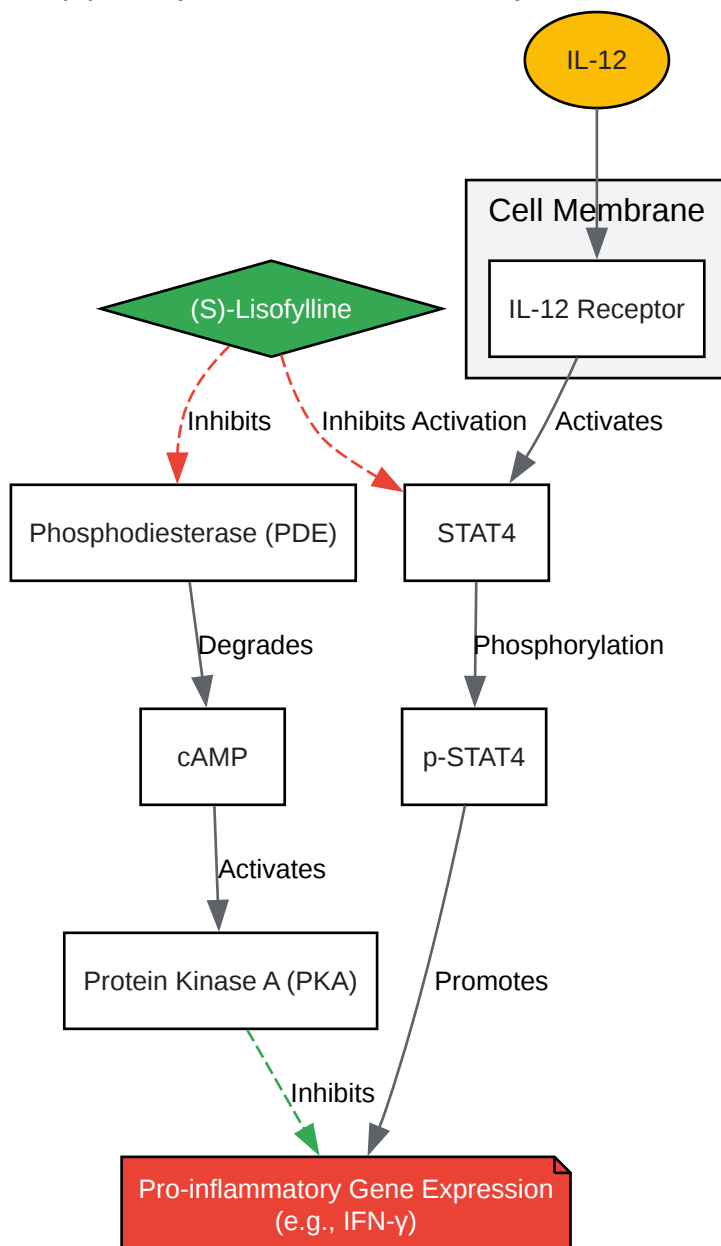 IL-12
Cell Membrane
(S)-Lisofylline
IL-12 Receptor
Inhibits
Inhibits Activation
Activates
Phosphodiesterase (PDE)
STAT4
Degrades
Phosphorylation
cAMP
p-STAT4
Activates
Protein Kinase A (PKA)
Promotes
Inhibits
Pro-inflammatory Gene Expression
(e.g., IFN-γ)